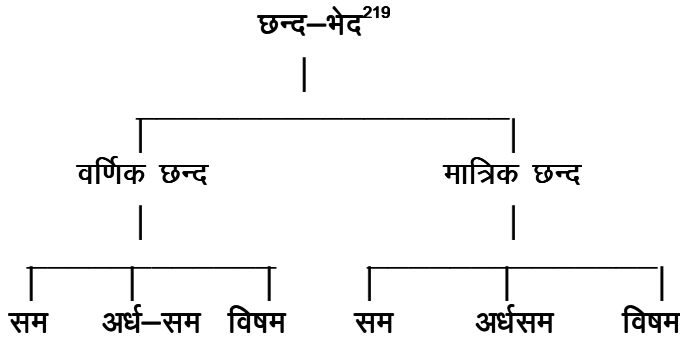 छन्द–भेद219
वर्णिक छन्द मात्रिक छन्द
सम अर्ध–सम विषम सम अर्धसम विषम